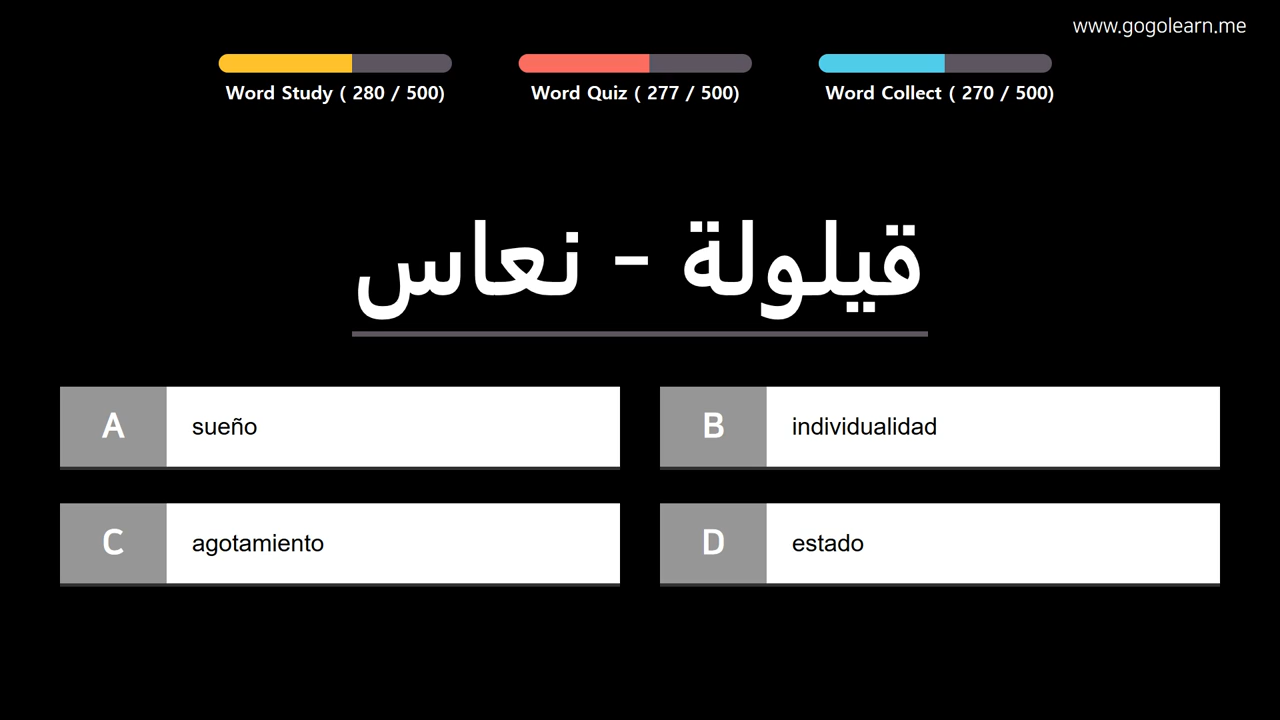 www.gogolearn.me
Word Study ( 280 / 500)
Word Quiz ( 277 / 500)
Word Collect ( 270 / 500)
قيلولة - نعاس
A
sueño
B
individualidad
C
agotamiento
D
estado